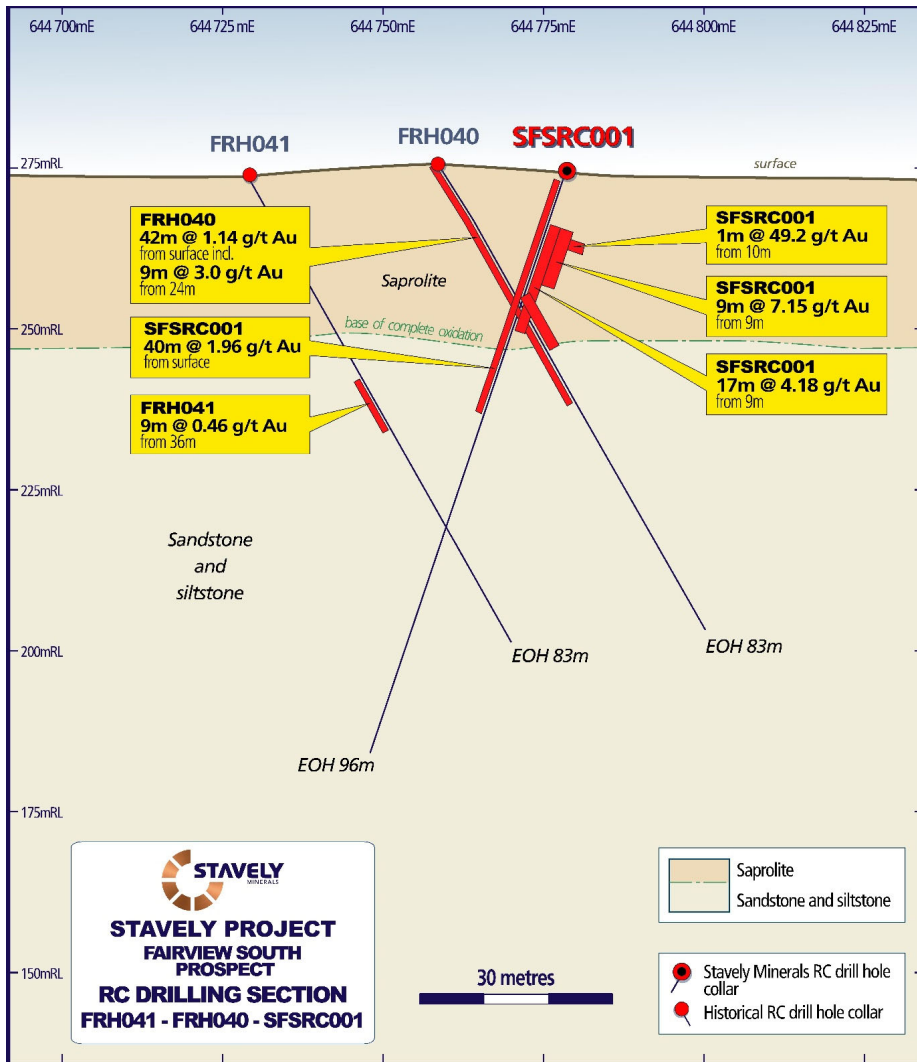 644 700mE
644 725mE
644 750mE
644 775mE
644 800mE
644 825mE
FRH041
FRH040
SFSRC001
275mRL
surface
FRH040
42m @ 1.14 g/t Au
from surface incl.
9m @ 3.0 g/t Au
from 24m
SFSRC001
1m @ 49.2 g/t Au
from 10m
Saprolite
SFSRC001
9m @ 7.15 g/t Au
from 9m
250mRL
base of complete oxidation
SFSRC001
40m @ 1.96 g/t Au
from surface
SFSRC001
17m @ 4.18 g/t Au
from 9m
FRH041
9m @ 0.46 g/t Au
from 36m
225mRL
Sandstone
and
siltstone
200mRL
EOH 83m
EOH 83m
EOH 96m
175mRL
STAVELY
MINERALS
STAVELY PROJECT
FAIRVIEW SOUTH
PROSPECT
RC DRILLING SECTION
FRH041 - FRH040 - SFSRC001
150mRL
30 metres
Saprolite
Sandstone and siltstone
Stavely Minerals RC drill hole
collar
Historical RC drill hole collar